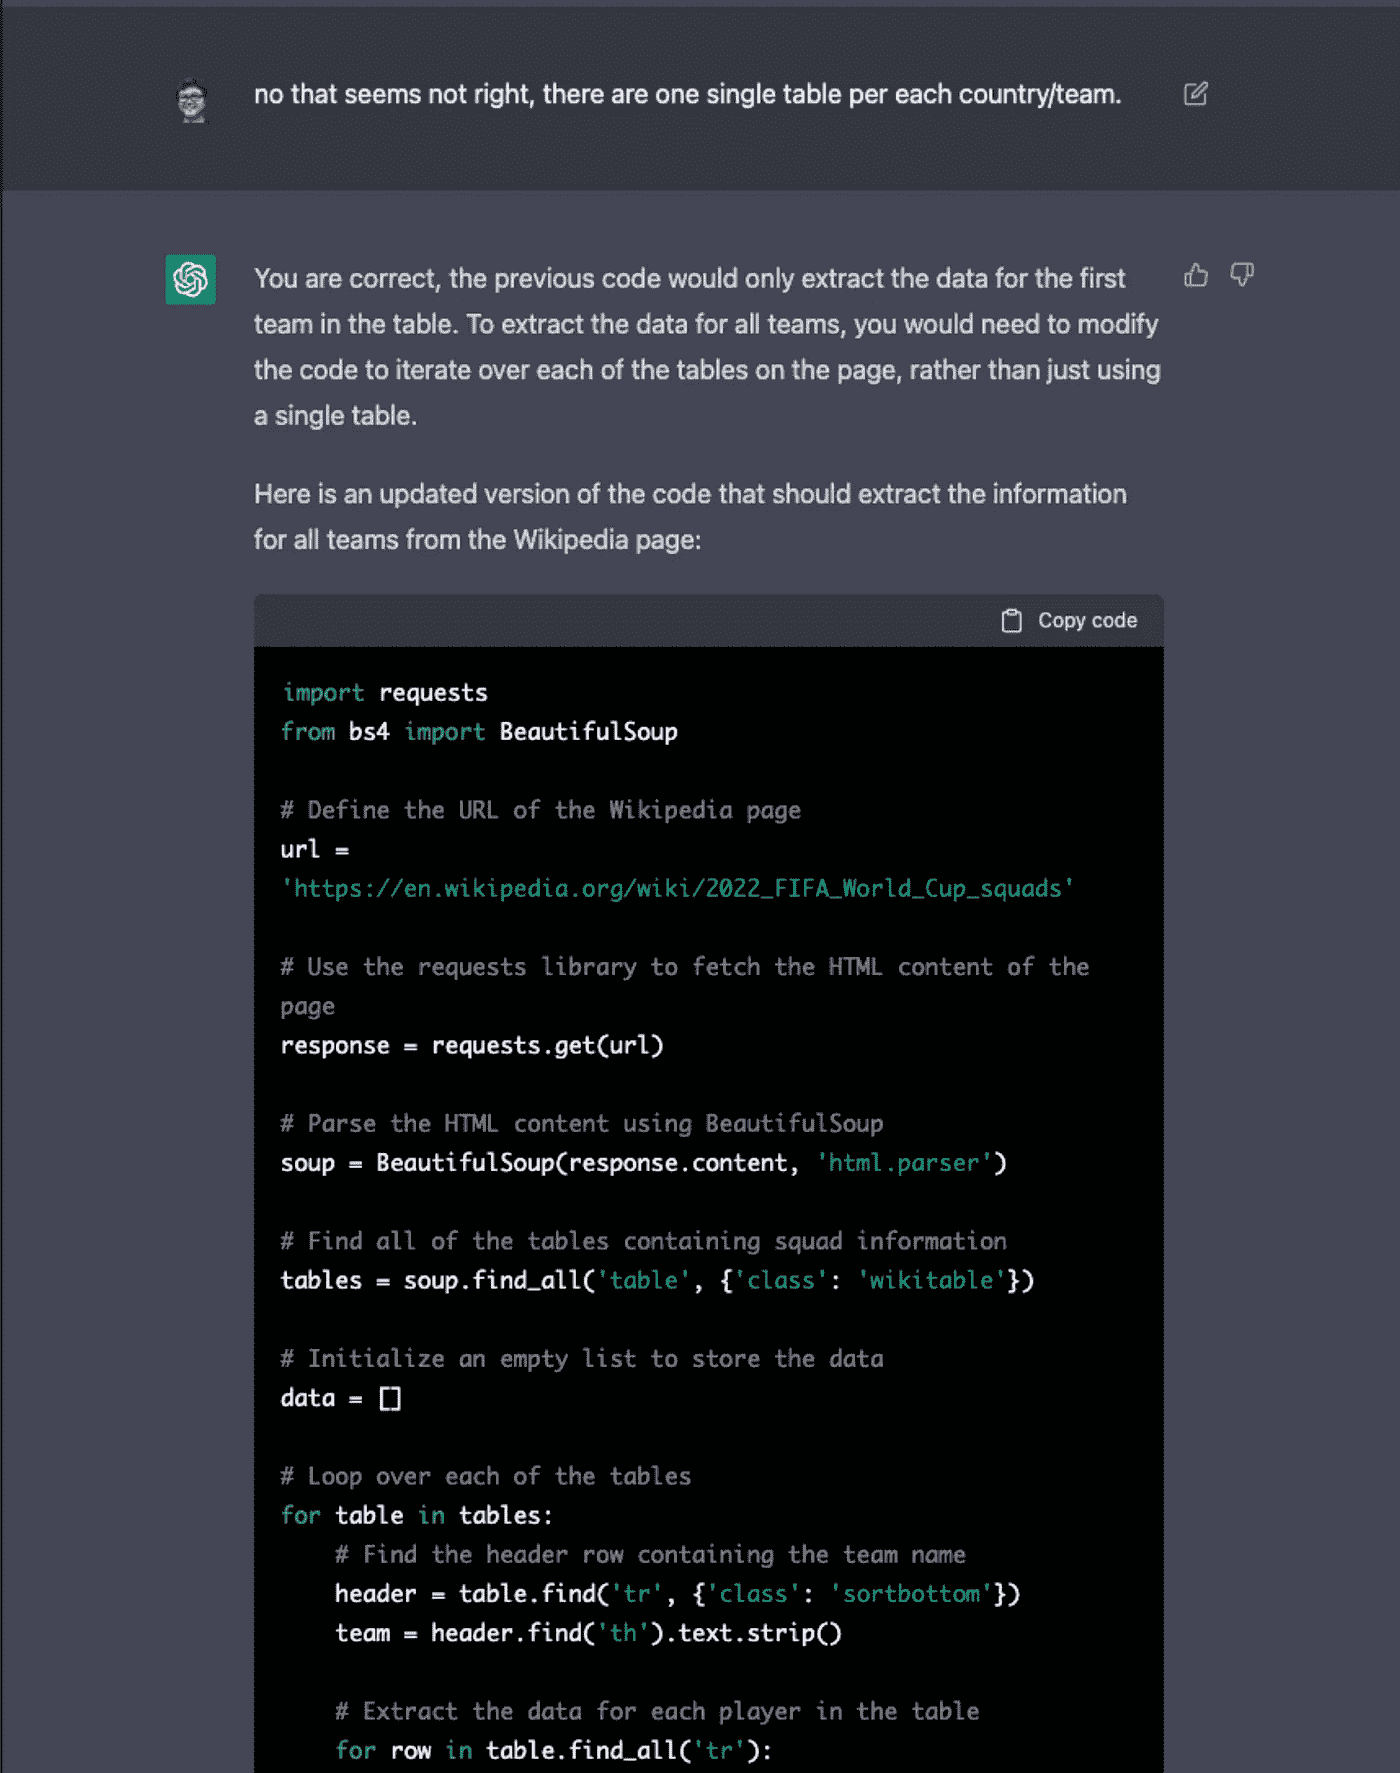 no that seems not right, there are one single table per each country/team.
You are correct, the previous code would only extract the data for the first
team in the table. To extract the data for all teams, you would need to modify
the code to iterate over each of the tables on the page, rather than just using
a single table.
Here is an updated version of the code that should extract the information
for all teams from the Wikipedia page:
Copy code
import requests
from bs4 import BeautifulSoup
# Define the URL of the Wikipedia page
url =
'https://en.wikipedia.org/wiki/2022_FIFA_World_Cup_squads'
# Use the requests library to fetch the HTML content of the
page
response = requests.get(url)
# Parse the HTML content using BeautifulSoup
soup = BeautifulSoup(response.content, 'html.parser')
# Find all of the tables containing squad information
tables = soup.find_all('table', {'class': 'wikitable'})
# Initialize an empty list to store the data
data = []
# Loop over each of the tables
for table in tables:
    # Find the header row containing the team name
    header = table.find('tr', {'class': 'sortbottom'})
    team = header.find('th').text.strip()
    # Extract the data for each player in the table
    for row in table.find_all('tr'):